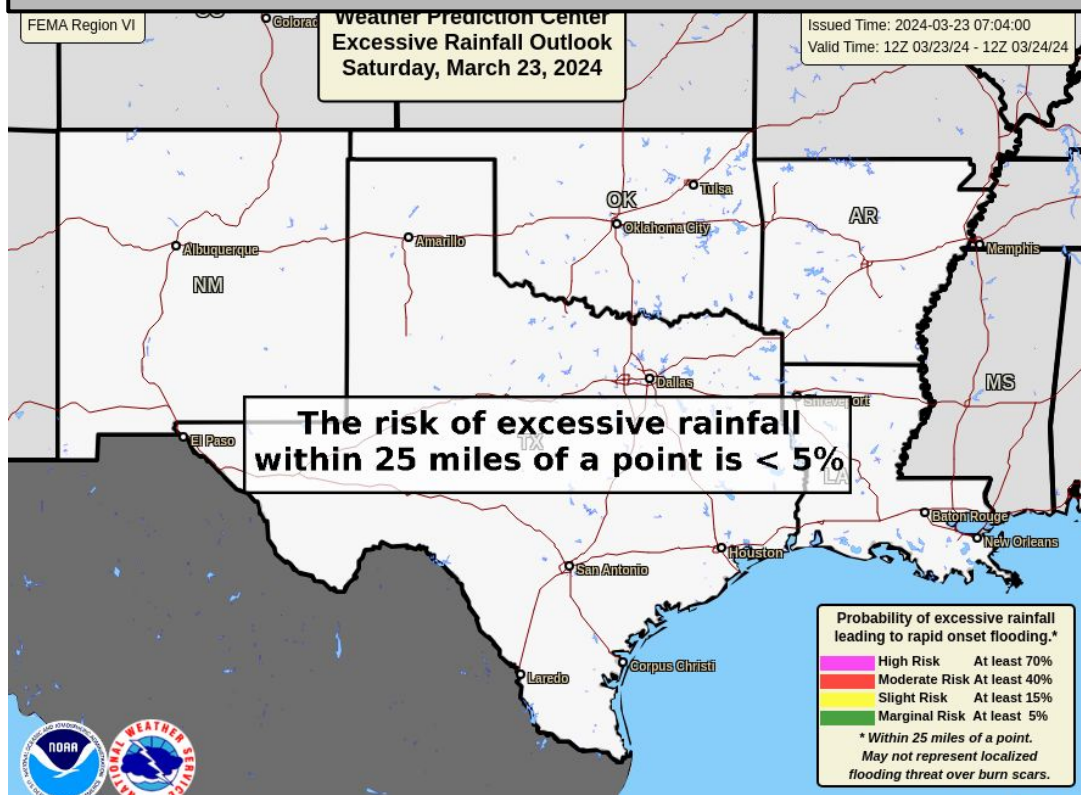 FEMA Region VI
Weather Prediction Center
Excessive Rainfall Outlook
Saturday, March 23, 2024
Issued Time: 2024-03-23 07:04:00
Valid Time: 12Z 03/23/24 - 12Z 03/24/24
Tulsa
OK
Oklahoma City
AR
Albuquerque
Amarillo
Memphis
NM
Dallas
MS
Shreveport
The risk of excessive rainfall
within 25 miles of a point is < 5%
El Paso
TX
LA
Baton Rouge
New Orleans
Houston
San Antonio
Laredo
Corpus Christi
Probability of excessive rainfall
leading to rapid onset flooding.*
High Risk At least 70%
Moderate Risk At least 40%
Slight Risk At least 15%
Marginal Risk At least 5%
* Within 25 miles of a point.
May not represent localized
flooding threat over burn scars.
NOAA
NATIONAL WEATHER SERVICE